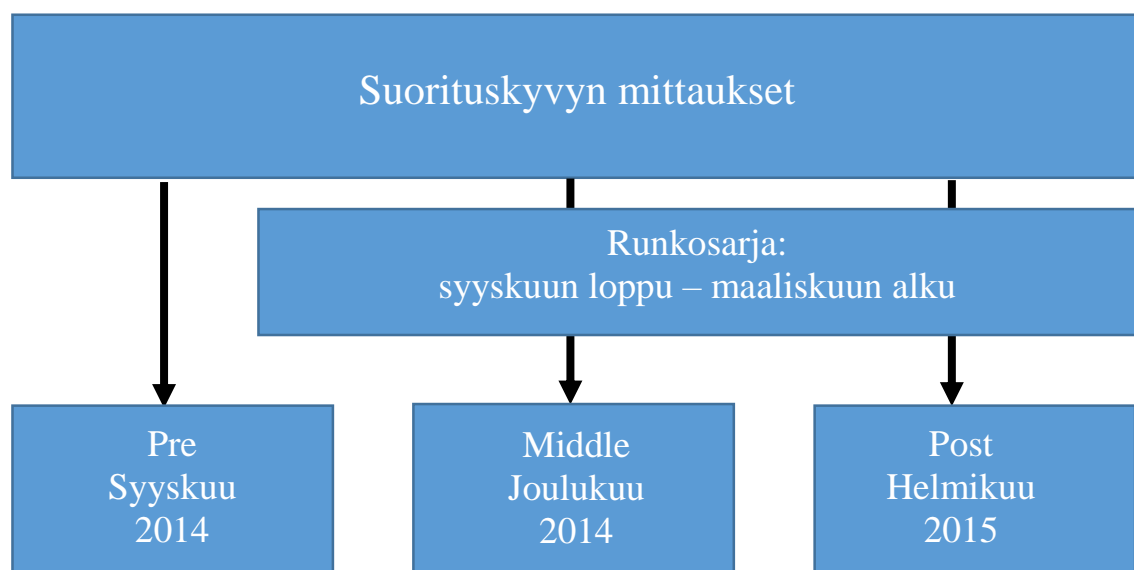 Suorituskyvyn mittaukset
Runkosarja:
syyskuun loppu – maaliskuun alku
Pre
Syyskuu
2014
Middle
Joulukuu
2014
Post
Helmikuu
2015